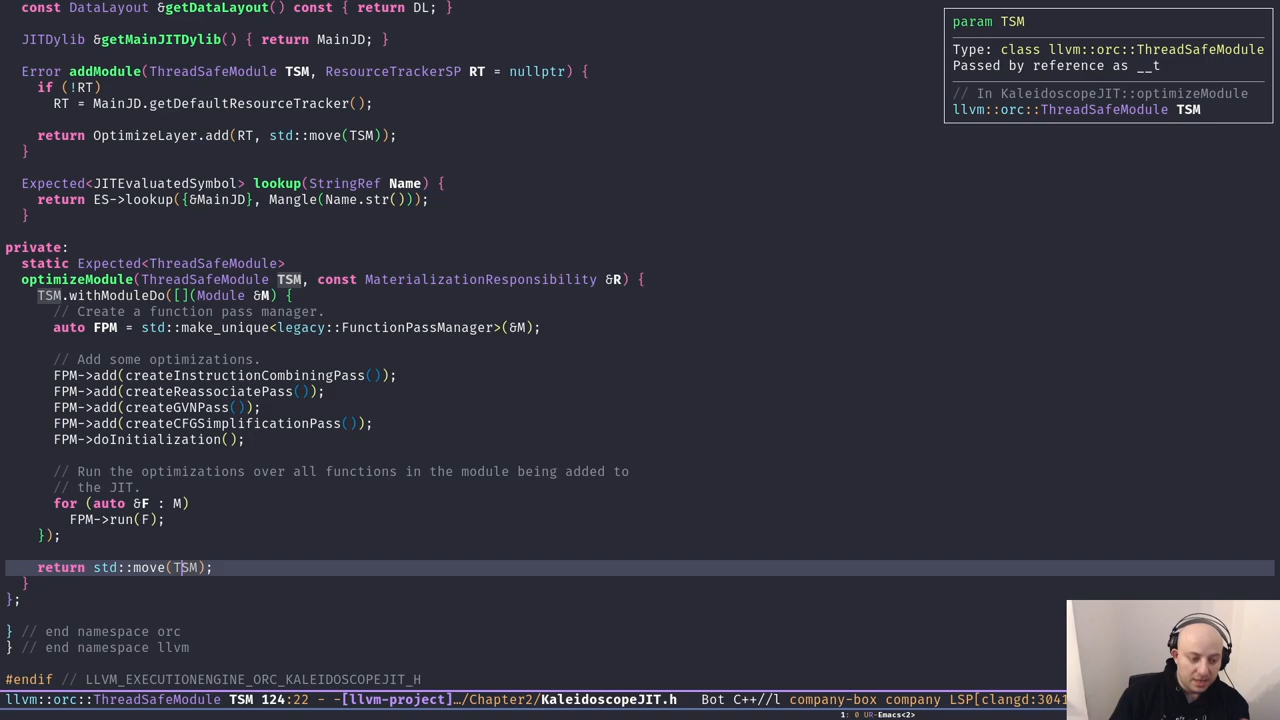 const DataLayout &getDataLayout() const { return DL; }
JITDylib &getMainJITDylib() { return MainJD; }
Error addModule(ThreadSafeModule TSM, ResourceTrackerSP RT = nullptr) {
if (!RT)
RT = MainJD.getDefaultResourceTracker();
return OptimizeLayer.add(RT, std::move(TSM));
}
Expected<JITEvaluatedSymbol> lookup(StringRef Name) {
return ES->lookup({&MainJD}, Mangle(Name.str()));
}
private:
static Expected<ThreadSafeModule>
optimizeModule(ThreadSafeModule TSM, const MaterializationResponsibility &R) {
TSM.withModuleDo([](Module &M) {
// Create a function pass manager.
auto FPM = std::make_unique<legacy::FunctionPassManager>(&M);
// Add some optimizations.
FPM->add(createInstructionCombiningPass());
FPM->add(createReassociatePass());
FPM->add(createGVNPass());
FPM->add(createCFGSimplificationPass());
FPM->doInitialization();
// Run the optimizations over all functions in the module being added to
// the JIT.
for (auto &F : M)
FPM->run(F);
});
return std::move(TSM);
}
};
} // end namespace orc
} // end namespace llvm
#endif // LLVM_EXECUTIONENGINE_ORC_KALEIDOSCOPEJIT_H
param TSM
Type: class llvm::orc::ThreadSafeModule
Passed by reference as __t
// In KaleidoscopeJIT::optimizeModule
llvm::orc::ThreadSafeModule TSM
llvm::orc::ThreadSafeModule TSM 124:22 - -[llvm-project]…/Chapter2/KaleidoscopeJIT.h Bot C++//l company-box company LSP[clangd:3041
1: 0 UR-Emacs<2>